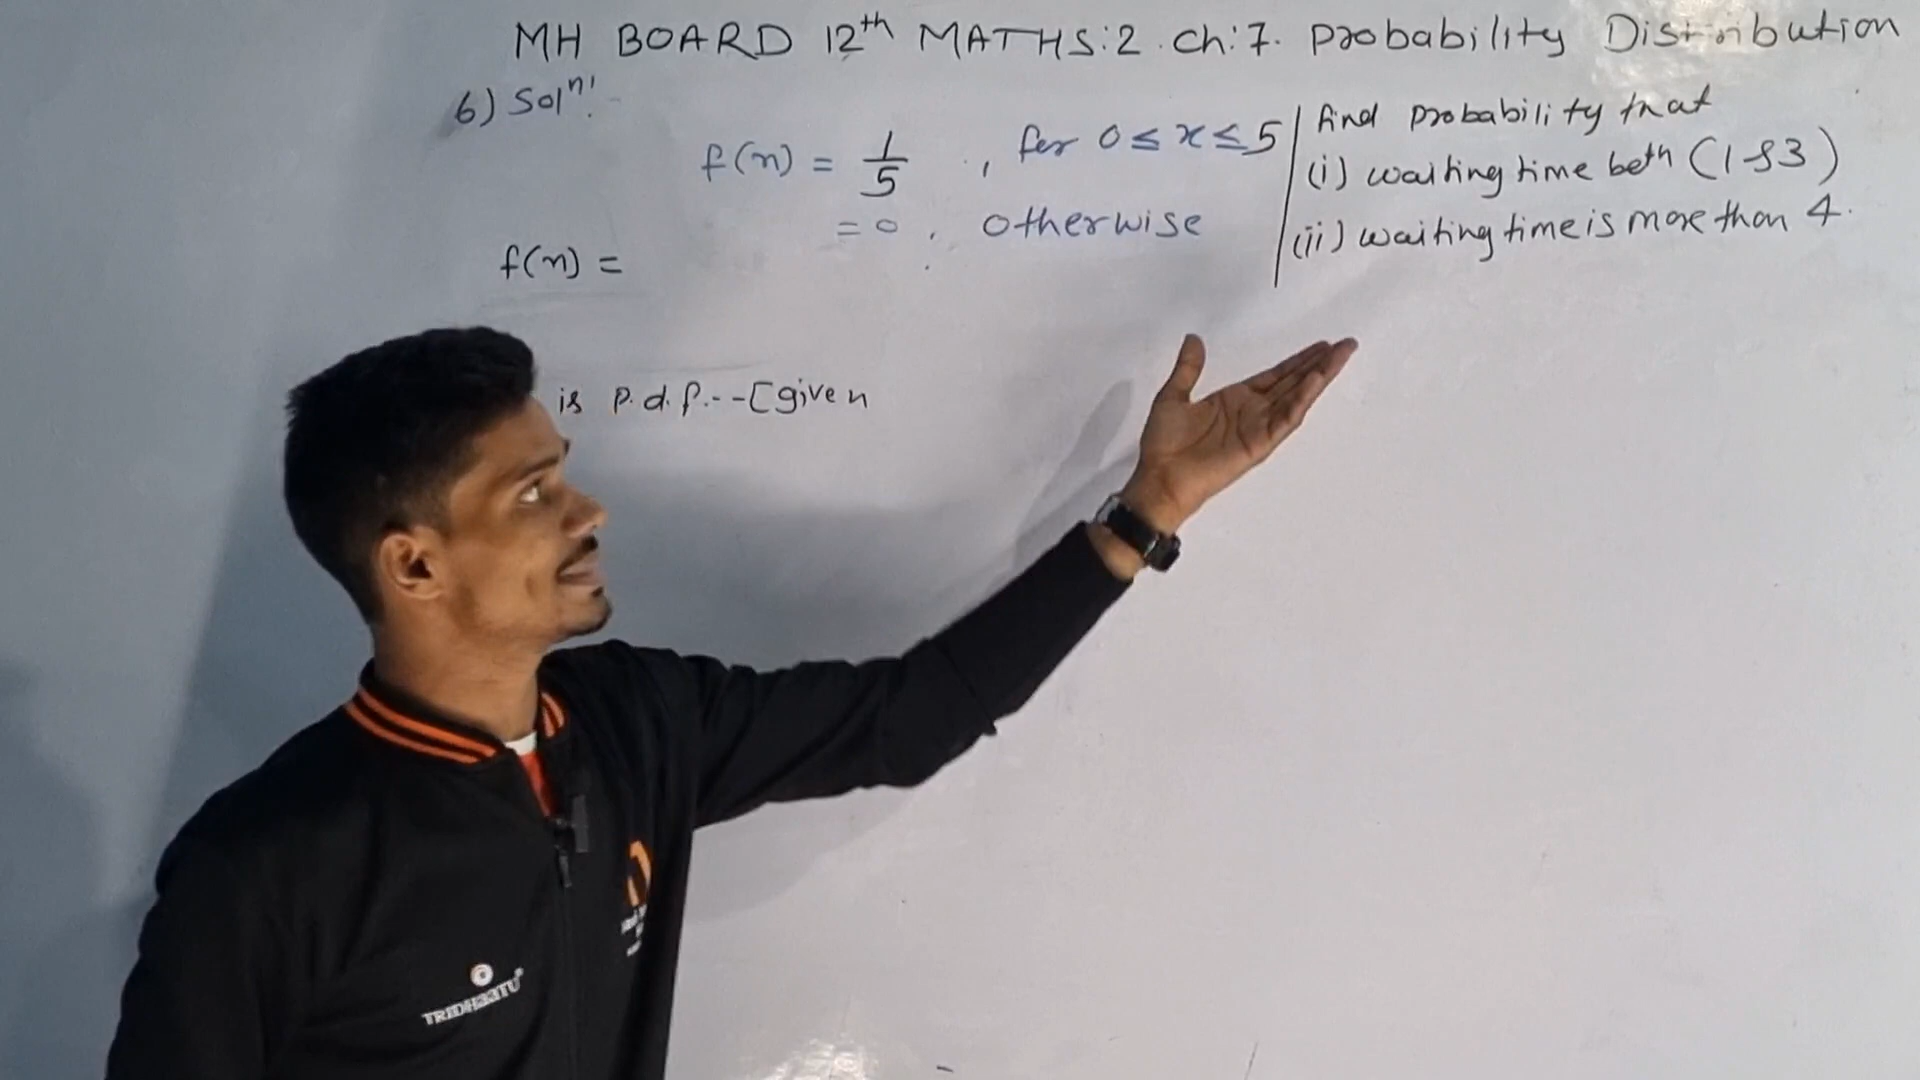 MH BOARD 12th MATHS:2 Ch:7. Probability Distribution
6) Solⁿ:
f(x) = 1/5 , for 0 ≤ x ≤ 5
= 0 , otherwise
find probability that
(i) waiting time betⁿ (1 & 3)
(ii) waiting time is more than 4.
f(x) =
is p.d.f.--[given
TRIDHAATU